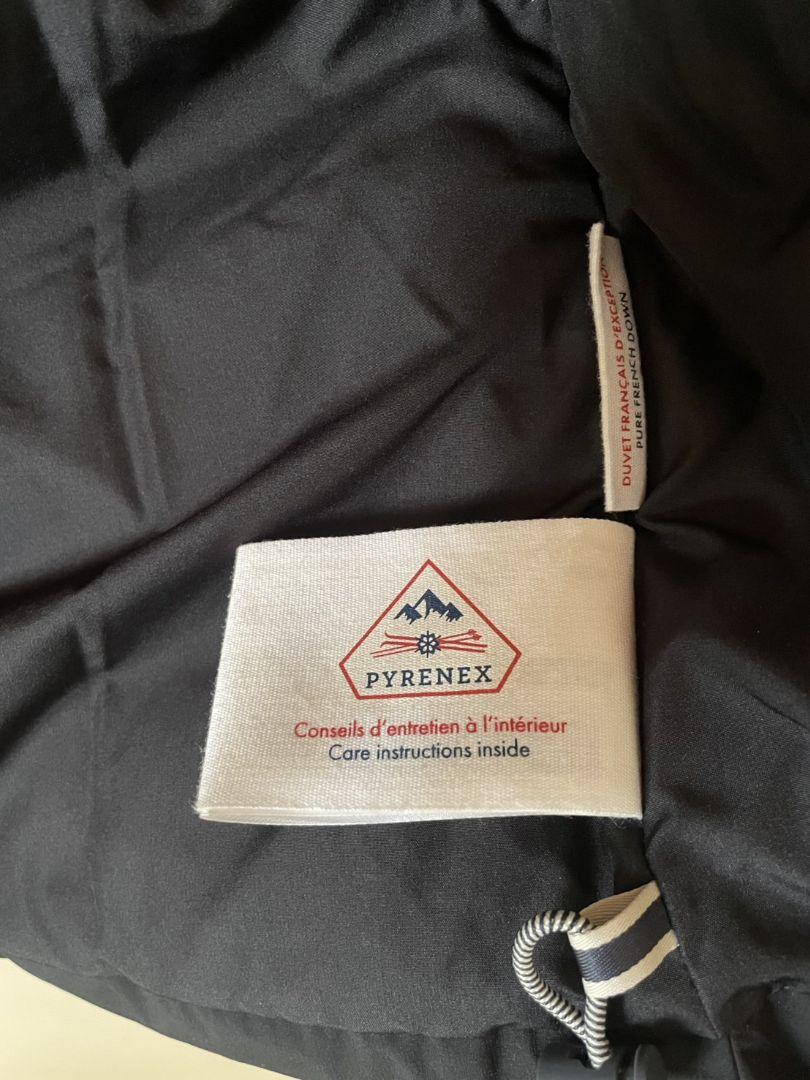 DUVET FRANÇAIS D'EXCEPTION
PURE FRENCH DOWN
PYRENEX
Conseils d'entretien à l'intérieur
Care instructions inside